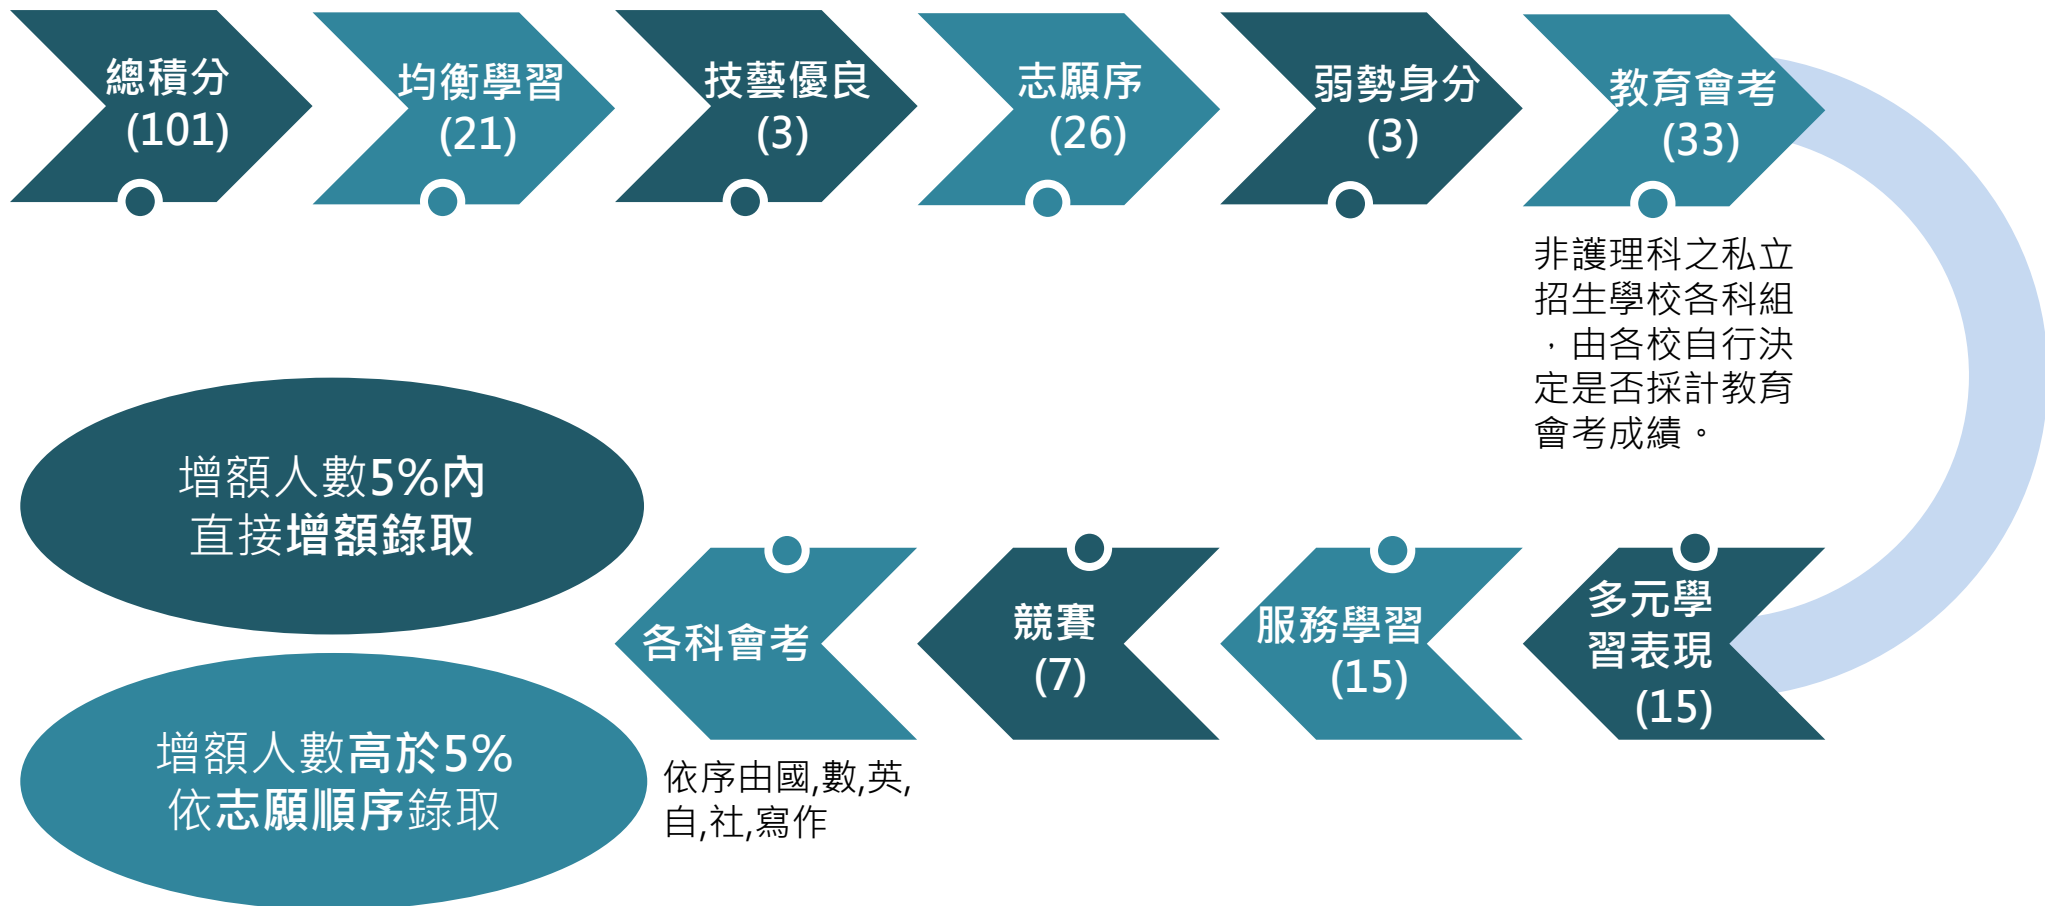 總積分
(101)
均衡學習
(21)
技藝優良
(3)
志願序
(26)
弱勢身分
(3)
教育會考
(33)
非護理科之私立
招生學校各科組
，由各校自行決
定是否採計教育
會考成績。
多元學
習表現
(15)
服務學習
(15)
競賽
(7)
各科會考
依序由國,數,英,
自,社,寫作
增額人數5%內
直接增額錄取
增額人數高於5%
依志願順序錄取